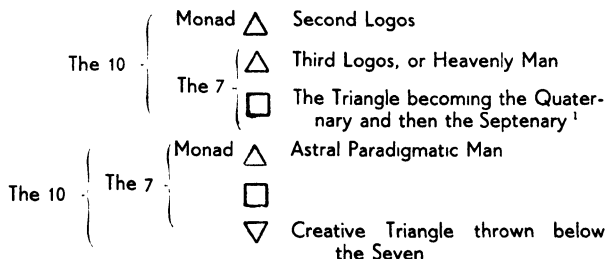 Monad △ Second Logos
The 10 △ Third Logos, or Heavenly Man
The 7 □ The Triangle becoming the Quater-
nary and then the Septenary ¹
Monad △ Astral Paradigmatic Man
The 10 The 7 □
▽ Creative Triangle thrown below
the Seven